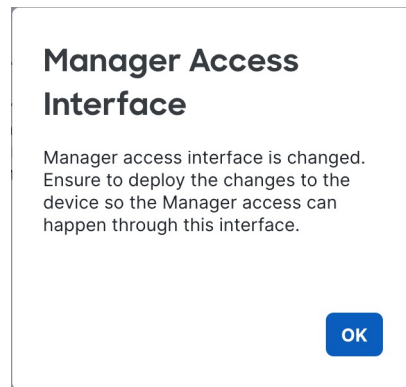 Manager Access
Interface
Manager access interface is changed.
Ensure to deploy the changes to the
device so the Manager access can
happen through this interface.
OK